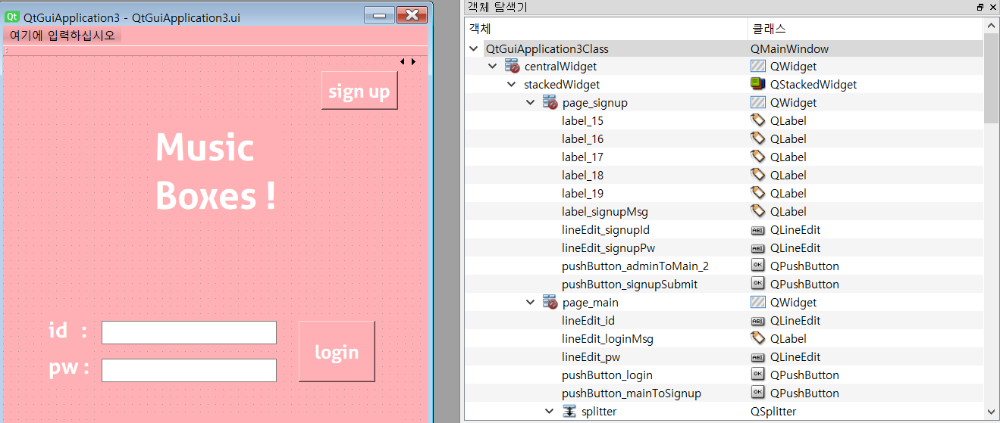 Qt QtGuiApplication3 - QtGuiApplication3.ui
여기에 입력하십시오
sign up
Music
Boxes !
id :
pw :
login
객체 탐색기
객체 클래스
QtGuiApplication3Class QMainWindow
centralWidget QWidget
stackedWidget QStackedWidget
page_signup QWidget
label_15 QLabel
label_16 QLabel
label_17 QLabel
label_18 QLabel
label_19 QLabel
label_signupMsg QLabel
lineEdit_signupId QLineEdit
lineEdit_signupPw QLineEdit
pushButton_adminToMain_2 QPushButton
pushButton_signupSubmit QPushButton
page_main QWidget
lineEdit_id QLineEdit
lineEdit_loginMsg QLabel
lineEdit_pw QLineEdit
pushButton_login QPushButton
pushButton_mainToSignup QPushButton
splitter QSplitter